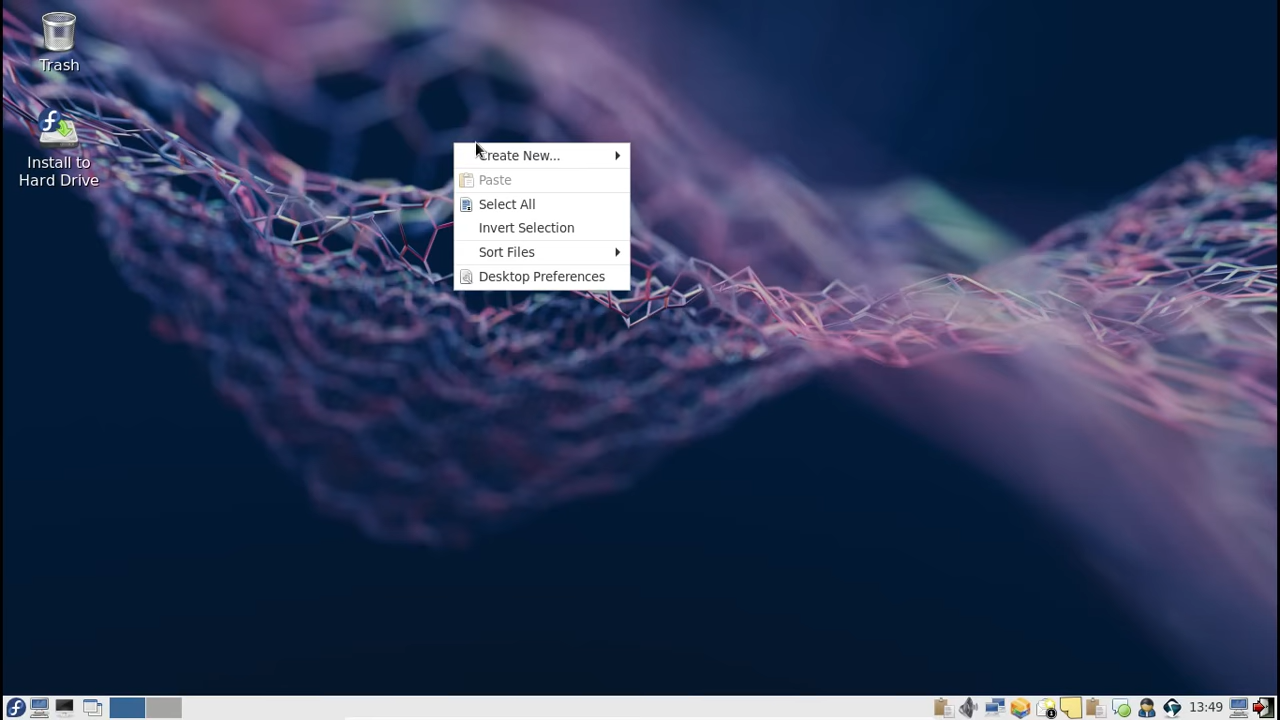 Trash
Install to
Hard Drive
Create New...
Paste
Select All
Invert Selection
Sort Files
Desktop Preferences
13:49